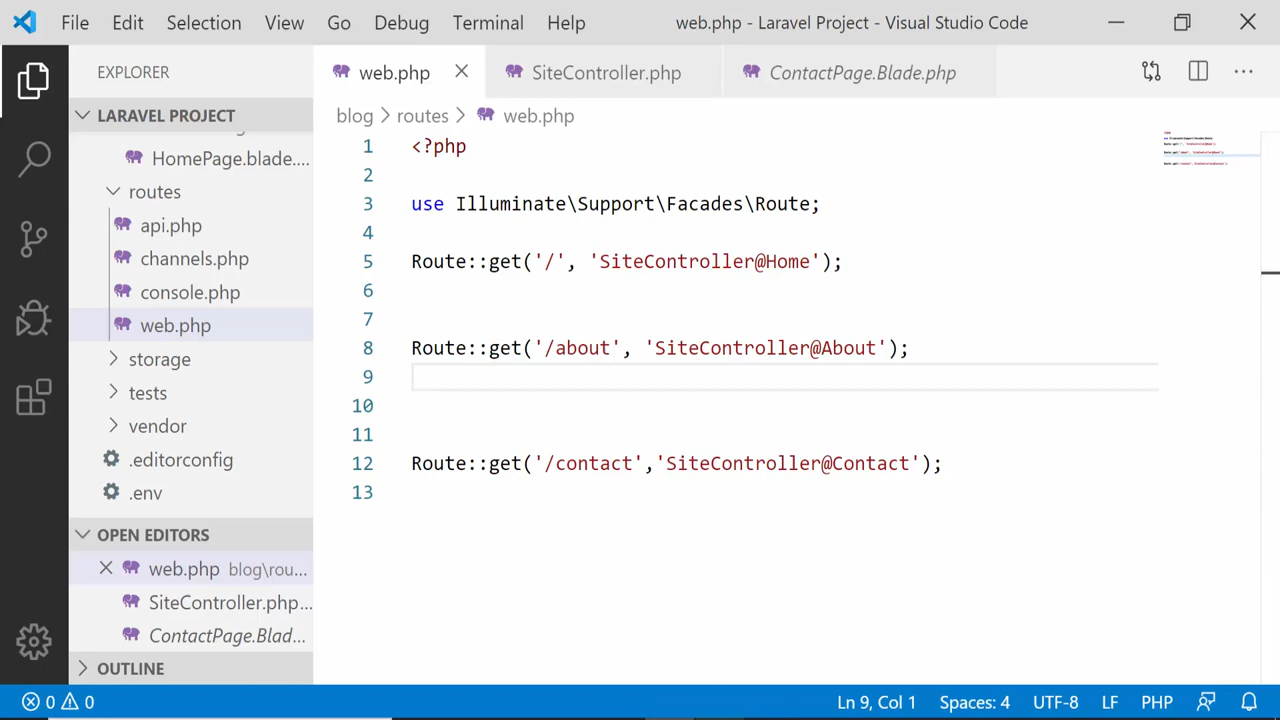 File Edit Selection View Go Debug Terminal Help web.php - Laravel Project - Visual Studio Code
EXPLORER
LARAVEL PROJECT
HomePage.blade....
routes
api.php
channels.php
console.php
web.php
storage
tests
vendor
.editorconfig
.env
OPEN EDITORS
web.php blog\rou...
SiteController.php...
ContactPage.Blad...
OUTLINE
web.php SiteController.php ContactPage.Blade.php
blog routes web.php
1 <?php
2
3 use Illuminate\Support\Facades\Route;
4
5 Route::get('/', 'SiteController@Home');
6
7
8 Route::get('/about', 'SiteController@About');
9
10
11
12 Route::get('/contact','SiteController@Contact');
13
0 0 Ln 9, Col 1 Spaces: 4 UTF-8 LF PHP